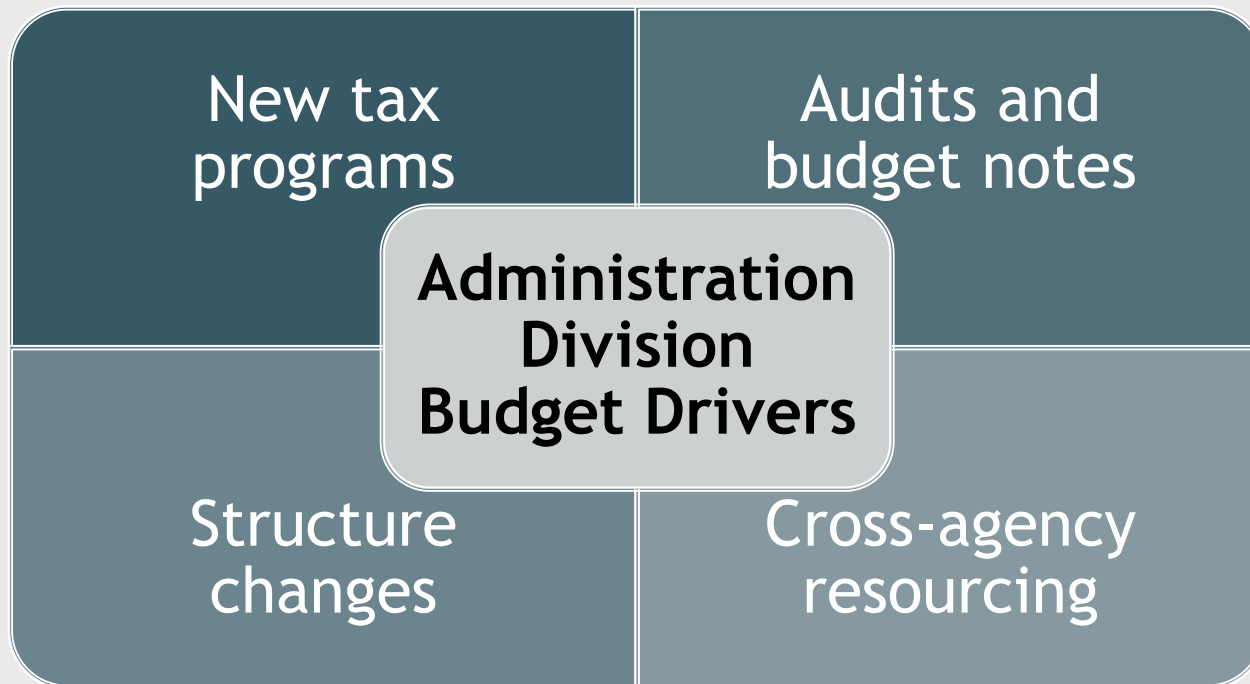 New tax
programs
Audits and
budget notes
Administration
Division
Budget Drivers
Structure
changes
Cross-agency
resourcing